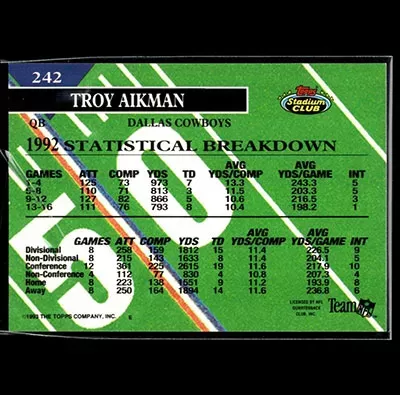 242
TROY AIKMAN
Topps
Stadium
CLUB
QB DALLAS COWBOYS
1992 STATISTICAL BREAKDOWN
AVG AVG
GAMES ATT COMP YDS TD YDS/COMP YDS/GAME INT
1-4 125 73 973 7 13.3 243.3 5
5-8 110 71 813 3 11.5 203.3 5
9-12 127 82 866 5 10.6 216.5 3
13-16 111 76 793 8 10.4 198.2 1
AVG AVG
GAMES ATT COMP YDS TD YDS/COMP YDS/GAME INT
Divisional 8 258 159 1812 15 11.4 226.5 9
Non-Divisional 8 215 143 1633 8 11.4 204.1 5
Conference 12 361 225 2615 19 11.6 217.9 10
Non-Conference 4 112 77 830 4 10.8 207.5 4
Home 8 223 138 1551 9 11.2 193.9 8
Away 8 250 164 1894 14 11.6 236.8 6
LICENSED BY NFL
QUARTERBACK
CLUB, INC.
Team NFL
©1993 THE TOPPS COMPANY, INC.
50